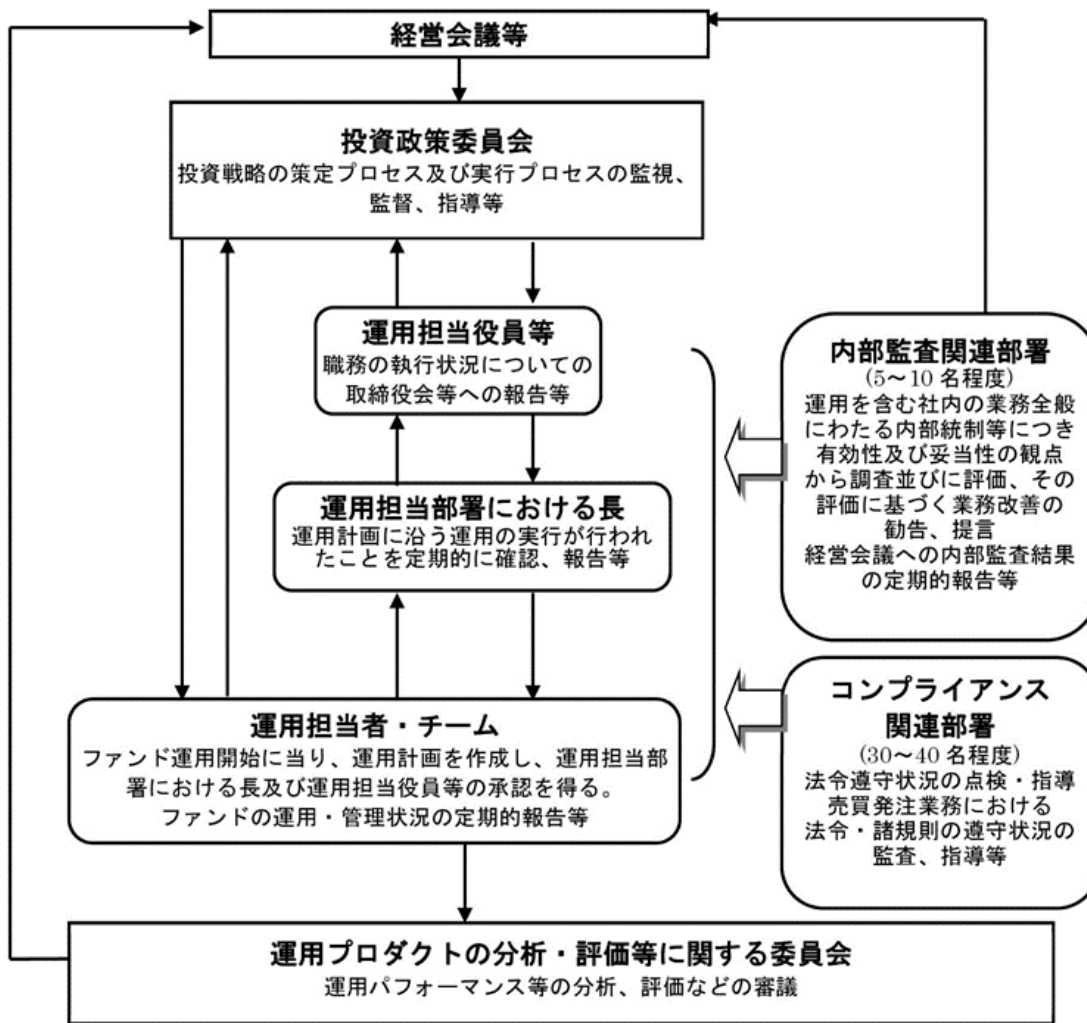 経営会議等
投資政策委員会
投資戦略の策定プロセス及び実行プロセスの監視、
監督、指導等
運用担当役員等
職務の執行状況についての
取締役会等への報告等
運用担当部署における長
運用計画に沿う運用の実行が行われ
たことを定期的に確認、報告等
運用担当者・チーム
ファンド運用開始に当り、運用計画を作成し、運用担当部
署における長及び運用担当役員等の承認を得る。
ファンドの運用・管理状況の定期的報告等
内部監査関連部署
(5～10 名程度)
運用を含む社内の業務全般
にわたる内部統制等につき
有効性及び妥当性の観点
から調査並びに評価、その
評価に基づく業務改善の
勧告、提言
経営会議への内部監査結果
の定期的報告等
コンプライアンス
関連部署
(30～40 名程度)
法令遵守状況の点検・指導
売買発注業務における
法令・諸規則の遵守状況の
監査、指導等
運用プロダクトの分析・評価等に関する委員会
運用パフォーマンス等の分析、評価などの審議